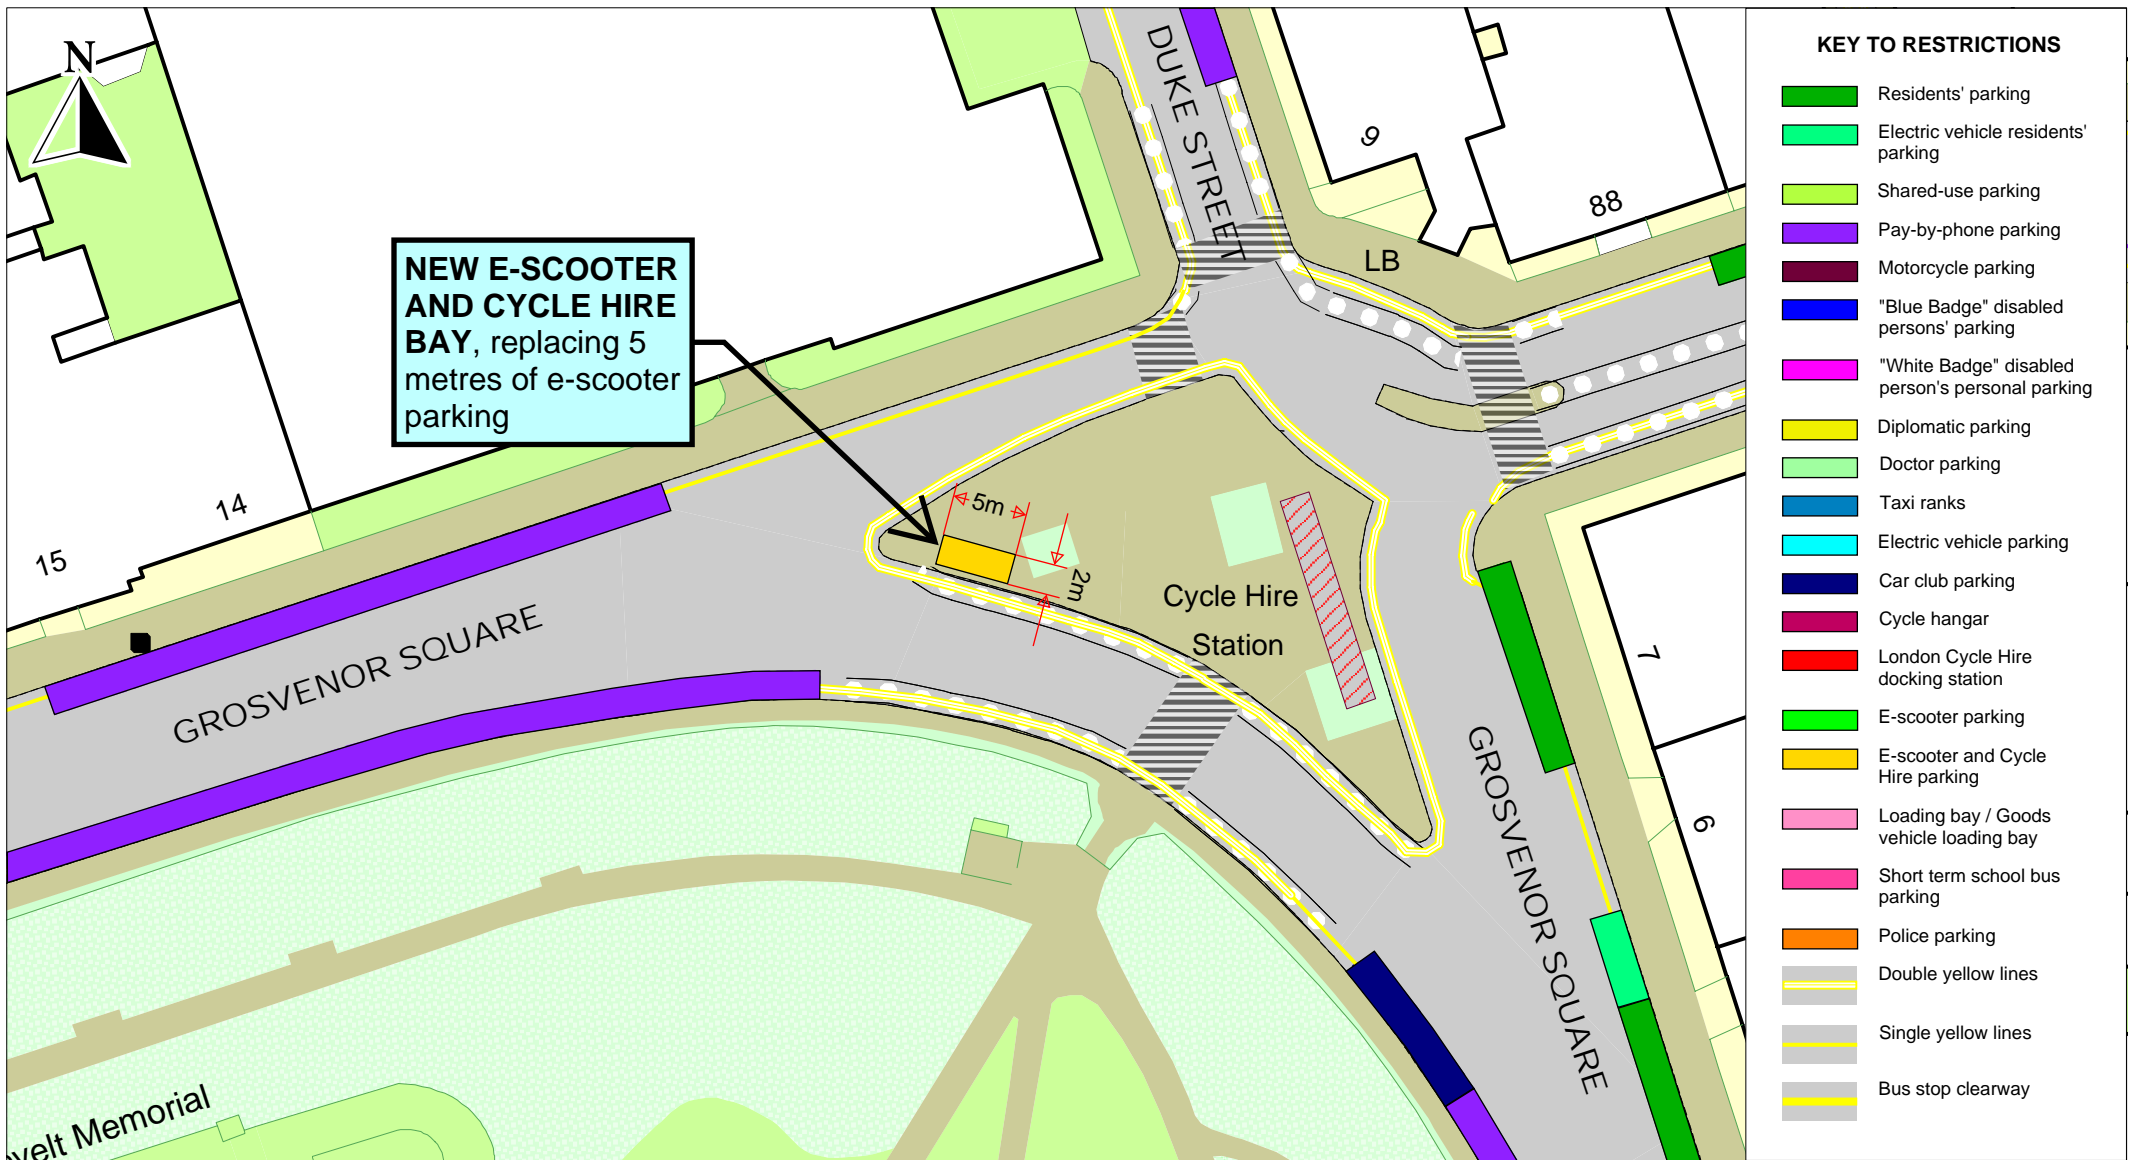 N
DUKE STREET
9
88
LB
NEW E-SCOOTER
AND CYCLE HIRE
BAY, replacing 5
metres of e-scooter
parking
14
15
5m
2m
Cycle Hire
Station
GROSVENOR SQUARE
GROSVENOR SQUARE
7
6
velt Memorial
KEY TO RESTRICTIONS
Residents' parking
Electric vehicle residents'
parking
Shared-use parking
Pay-by-phone parking
Motorcycle parking
"Blue Badge" disabled
persons' parking
"White Badge" disabled
person's personal parking
Diplomatic parking
Doctor parking
Taxi ranks
Electric vehicle parking
Car club parking
Cycle hangar
London Cycle Hire
docking station
E-scooter parking
E-scooter and Cycle
Hire parking
Loading bay / Goods
vehicle loading bay
Short term school bus
parking
Police parking
Double yellow lines
Single yellow lines
Bus stop clearway